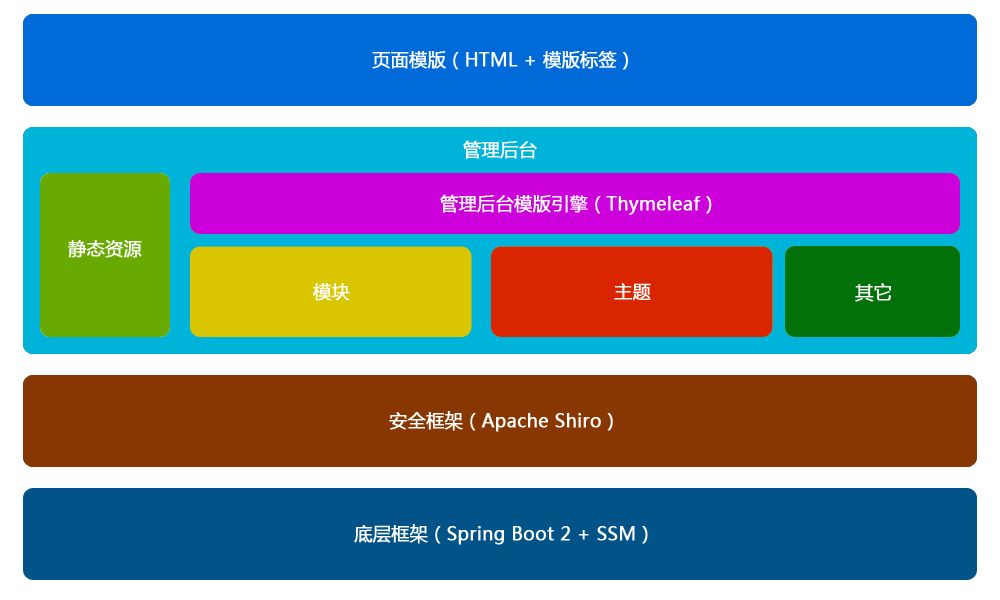 页面模版（HTML + 模版标签）
管理后台
静态资源
管理后台模版引擎（Thymeleaf）
模块
主题
其它
安全框架（Apache Shiro）
底层框架（Spring Boot 2 + SSM）